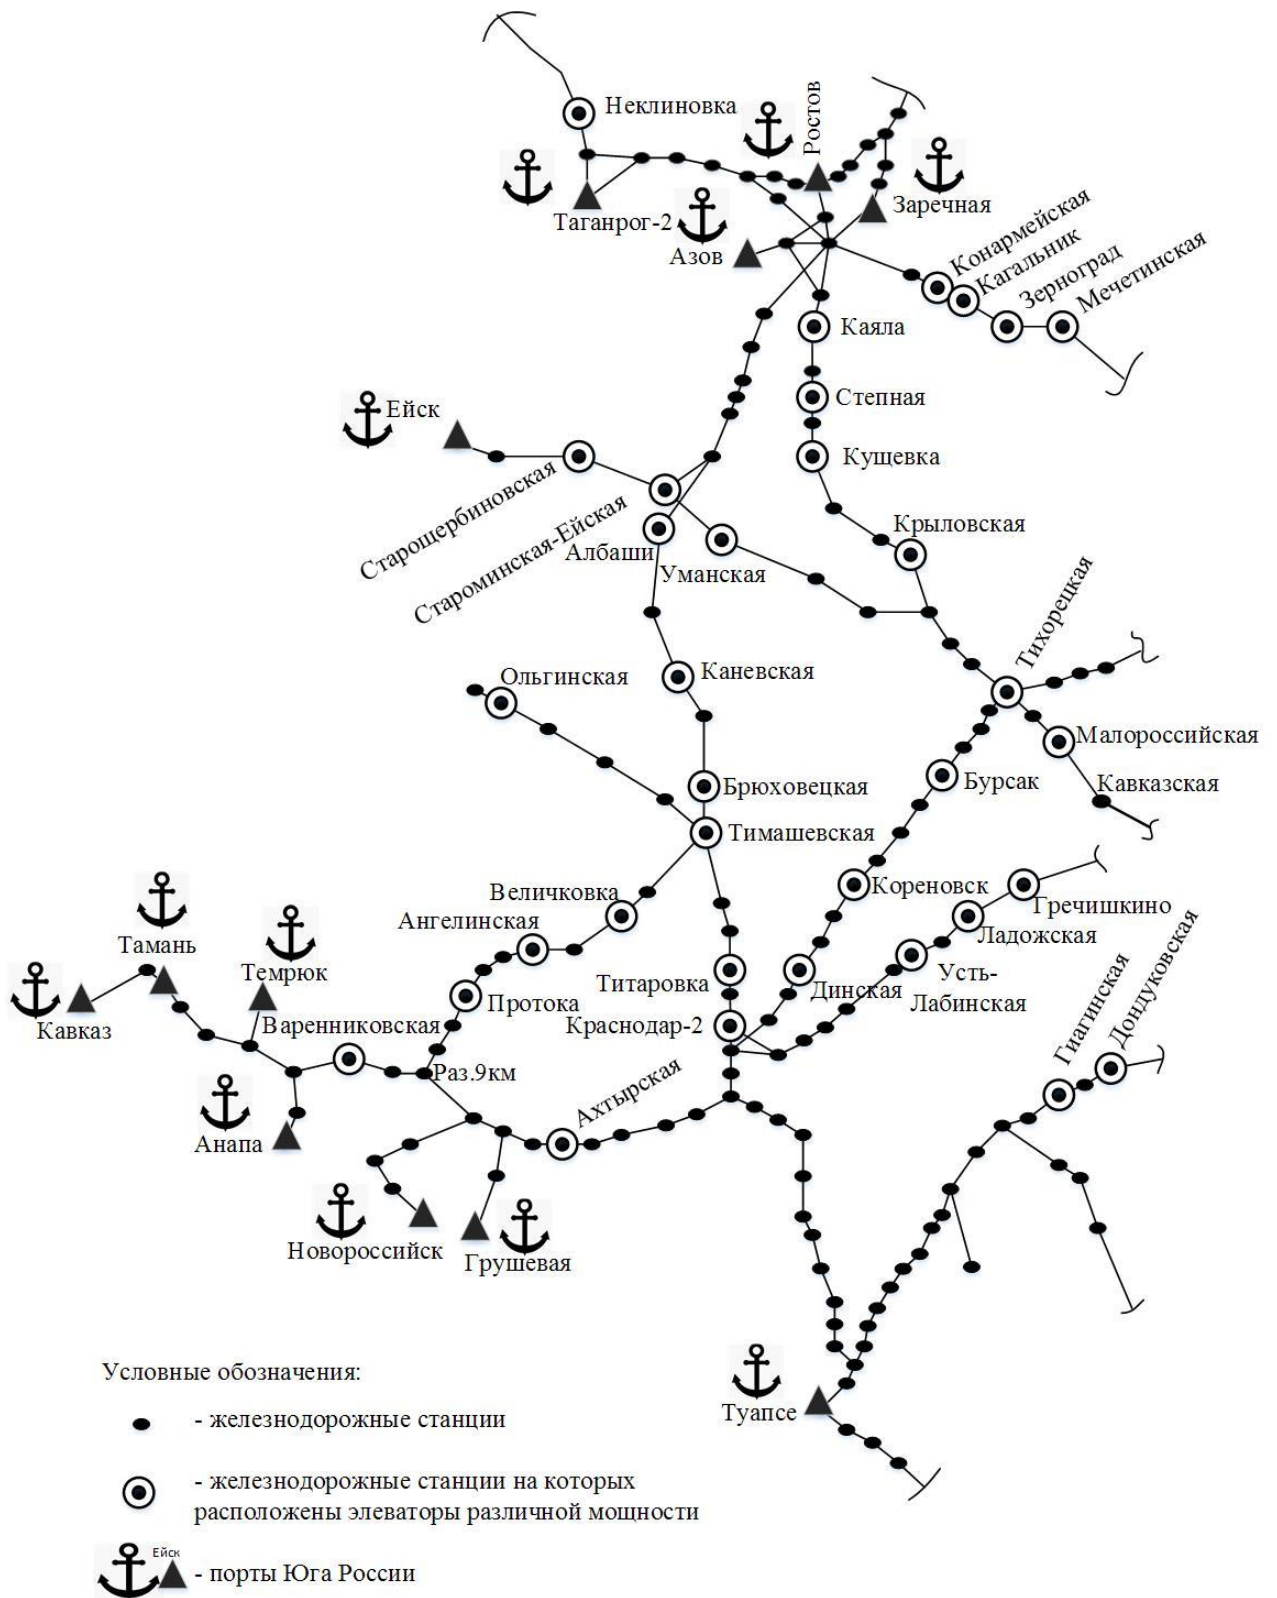 Неклиновка
Ростов
Таганрог-2
Заречная
Азов
Конармейская
Кагальник
Зерноград
Мечетинская
Каяла
Ейск
Степная
Кущевка
Старощербиновская
Староминская-Ейская
Крыловская
Албаши
Уманская
Тихорецкая
Ольгинская
Каневская
Малороссийская
Брюховецкая
Бурсак
Кавказская
Тимашевская
Величковка
Кореновск
Ангелинская
Гречишкино
Ладожская
Тамань
Темрюк
Титаровка
Динская
Усть-
Лабинская
Протока
Кавказ
Варенниковская
Краснодар-2
Гиагинская
Дондуковская
Раз.9км
Ахтырская
Анапа
Новороссийск
Грушевая
Туапсе
Условные обозначения:
- железнодорожные станции
- железнодорожные станции на которых
расположены элеваторы различной мощности
Ейск
- порты Юга России